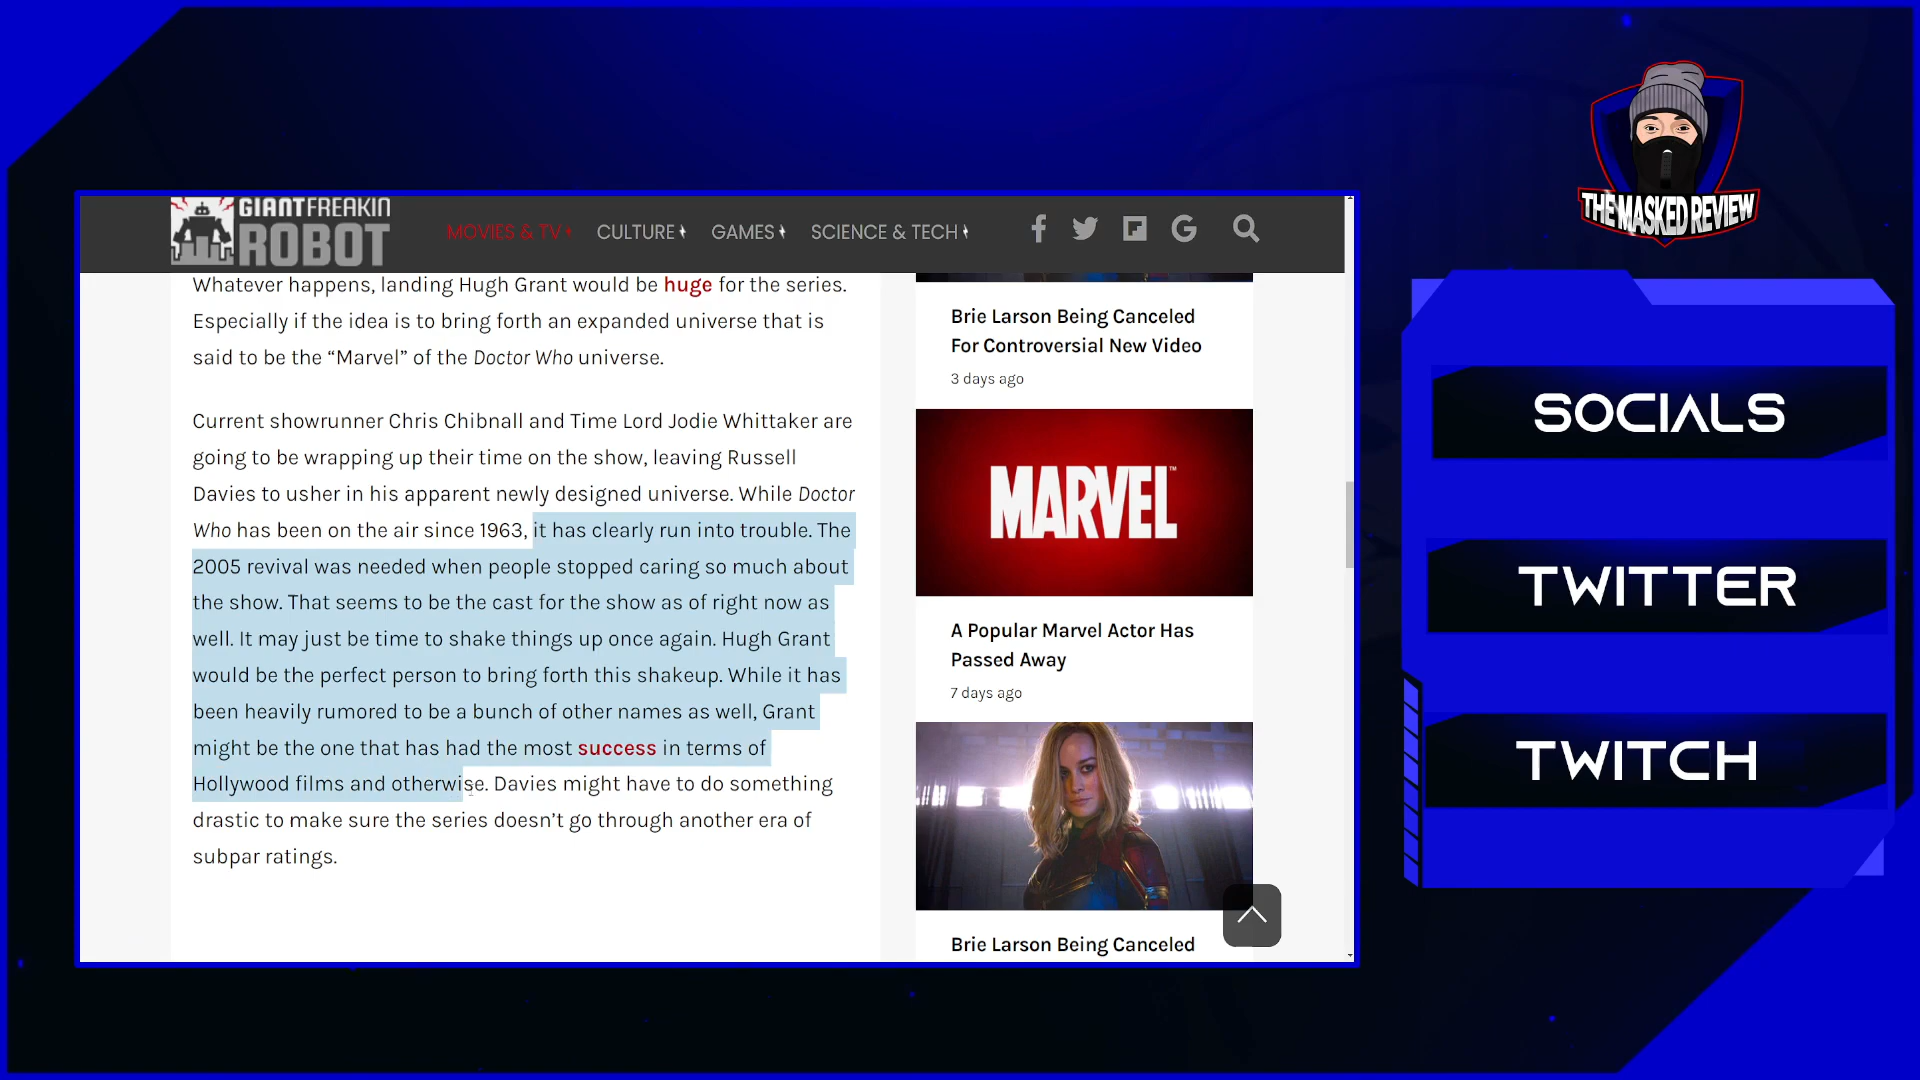 GIANTFREAKIN
ROBOT
MOVIES & TV
CULTURE
GAMES
SCIENCE & TECH
Whatever happens, landing Hugh Grant would be huge for the series.
Especially if the idea is to bring forth an expanded universe that is
said to be the “Marvel” of the Doctor Who universe.
Current showrunner Chris Chibnall and Time Lord Jodie Whittaker are
going to be wrapping up their time on the show, leaving Russell
Davies to usher in his apparent newly designed universe. While Doctor
Who has been on the air since 1963, it has clearly run into trouble. The
2005 revival was needed when people stopped caring so much about
the show. That seems to be the cast for the show as of right now as
well. It may just be time to shake things up once again. Hugh Grant
would be the perfect person to bring forth this shakeup. While it has
been heavily rumored to be a bunch of other names as well, Grant
might be the one that has had the most success in terms of
Hollywood films and otherwise. Davies might have to do something
drastic to make sure the series doesn’t go through another era of
subpar ratings.
Brie Larson Being Canceled
For Controversial New Video
3 days ago
MARVEL
A Popular Marvel Actor Has
Passed Away
7 days ago
Brie Larson Being Canceled
THE MASKED REVIEW
SOCIALS
TWITTER
TWITCH